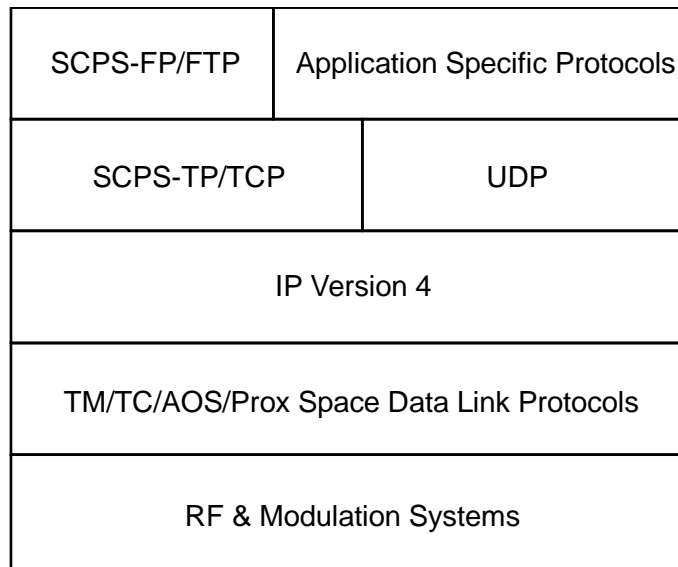 SCPS-FP/FTP
Application Specific Protocols
SCPS-TP/TCP
UDP
IP Version 4
TM/TC/AOS/Prox Space Data Link Protocols
RF & Modulation Systems